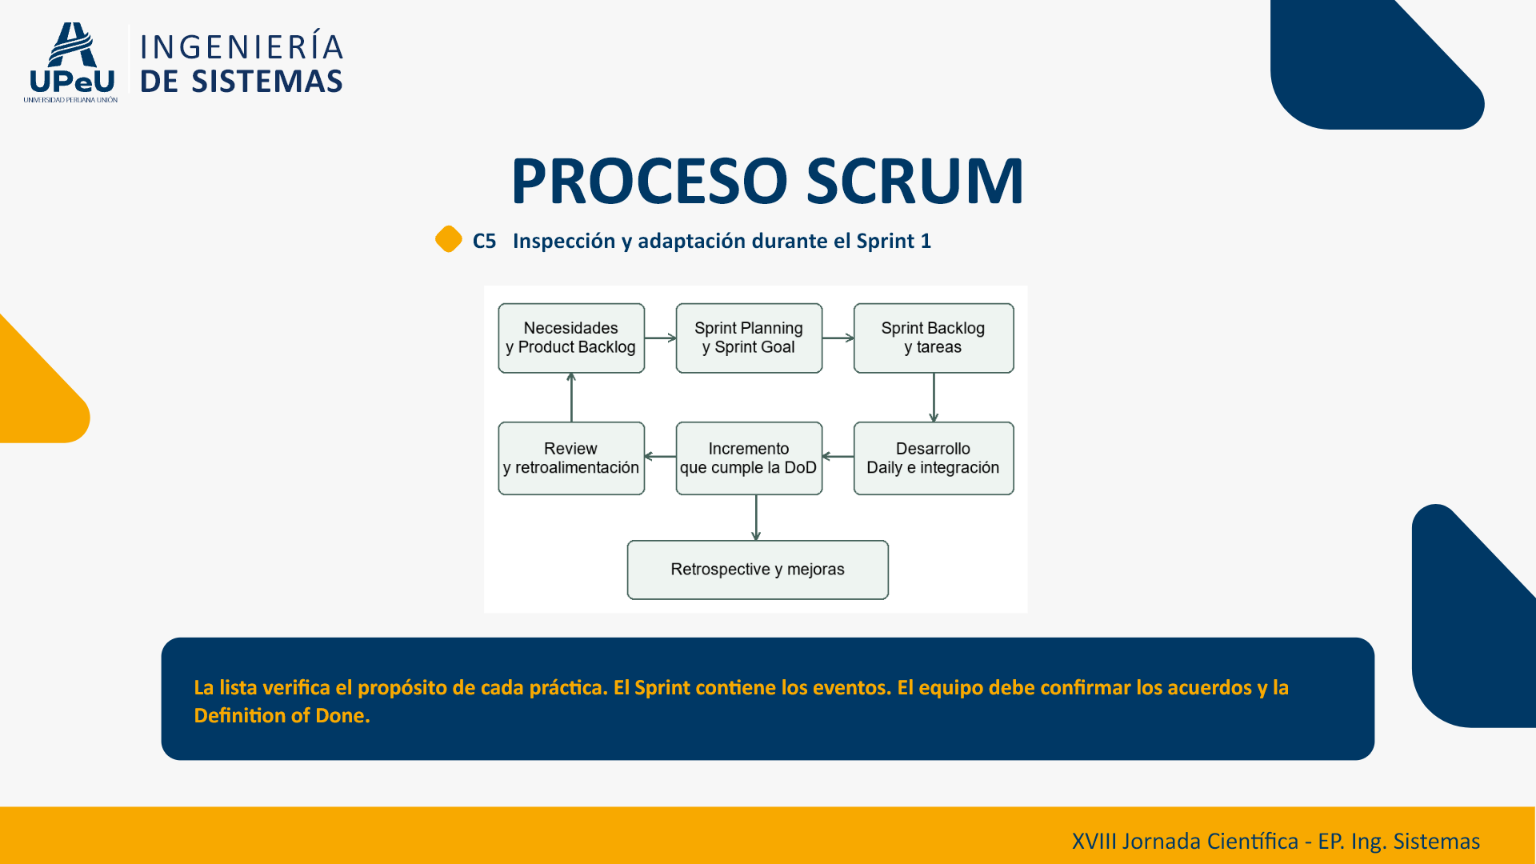 UPeU
UNIVERSIDAD PERUANA UNIÓN
INGENIERÍA
DE SISTEMAS
PROCESO SCRUM
C5 Inspección y adaptación durante el Sprint 1
Necesidades
y Product Backlog
Sprint Planning
y Sprint Goal
Sprint Backlog
y tareas
Review
y retroalimentación
Incremento
que cumple la DoD
Desarrollo
Daily e integración
Retrospective y mejoras
La lista verifica el propósito de cada práctica. El Sprint contiene los eventos. El equipo debe confirmar los acuerdos y la
Definition of Done.
XVIII Jornada Científica - EP. Ing. Sistemas